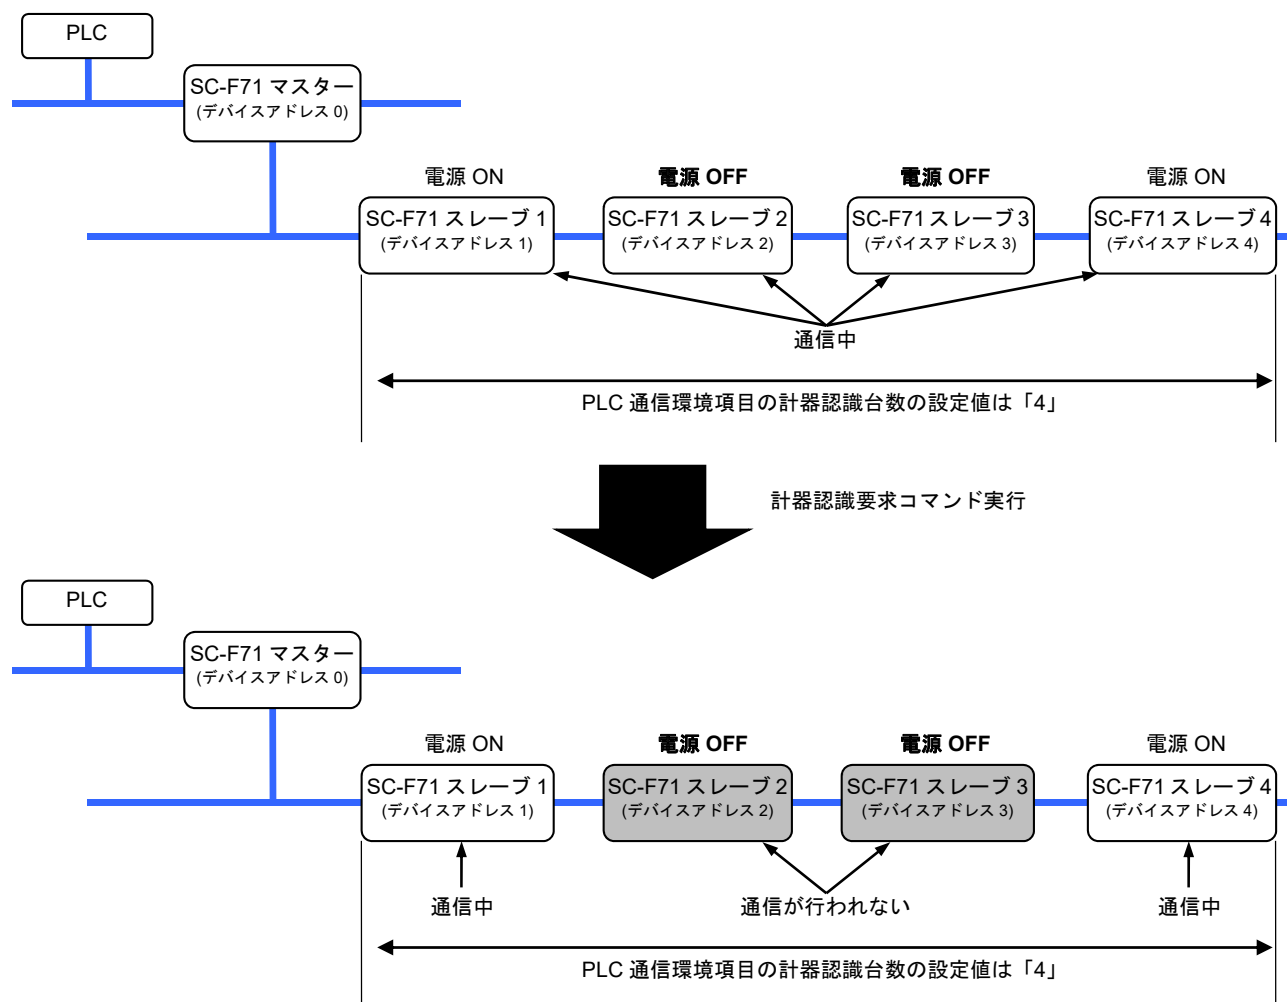 PLC
SC-F71 マスター
(デバイスアドレス 0)
電源 ON
電源 OFF
電源 OFF
電源 ON
SC-F71 スレーブ 1
(デバイスアドレス 1)
SC-F71 スレーブ 2
(デバイスアドレス 2)
SC-F71 スレーブ 3
(デバイスアドレス 3)
SC-F71 スレーブ 4
(デバイスアドレス 4)
通信中
PLC 通信環境項目の計器認識台数の設定値は「4」
計器認識要求コマンド実行
PLC
SC-F71 マスター
(デバイスアドレス 0)
電源 ON
電源 OFF
電源 OFF
電源 ON
SC-F71 スレーブ 1
(デバイスアドレス 1)
SC-F71 スレーブ 2
(デバイスアドレス 2)
SC-F71 スレーブ 3
(デバイスアドレス 3)
SC-F71 スレーブ 4
(デバイスアドレス 4)
通信中
通信が行われない
通信中
PLC 通信環境項目の計器認識台数の設定値は「4」